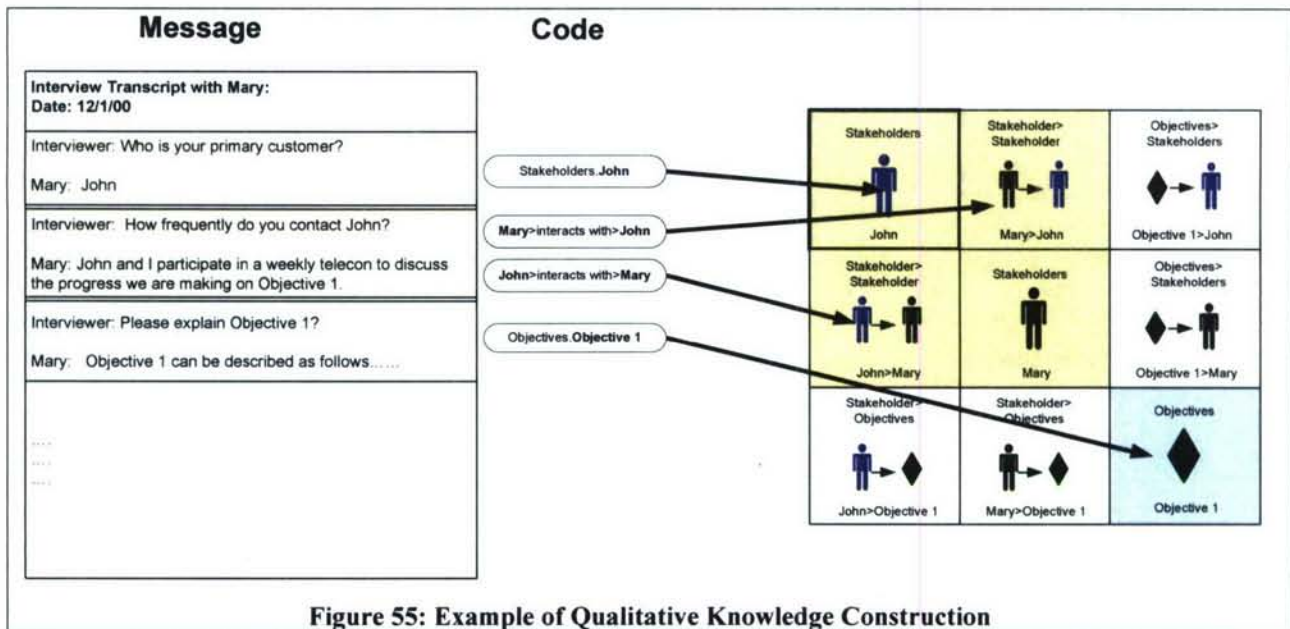 Message
Code
Interview Transcript with Mary:
Date: 12/1/00
Interviewer: Who is your primary customer?
Mary: John
Interviewer: How frequently do you contact John?
Mary: John and I participate in a weekly telecon to discuss
the progress we are making on Objective 1.
Interviewer: Please explain Objective 1?
Mary: Objective 1 can be described as follows......
....
....
....
Stakeholders.John
Mary>interacts with>John
John>interacts with>Mary
Objectives.Objective 1
Stakeholders
John
Stakeholder>
Stakeholder
Mary>John
Objectives>
Stakeholders
Objective 1>John
Stakeholder>
Stakeholder
John>Mary
Stakeholders
Mary
Objectives>
Stakeholders
Objective 1>Mary
Stakeholder>
Objectives
John>Objective 1
Stakeholder>
Objectives
Mary>Objective 1
Objectives
Objective 1
Figure 55: Example of Qualitative Knowledge Construction